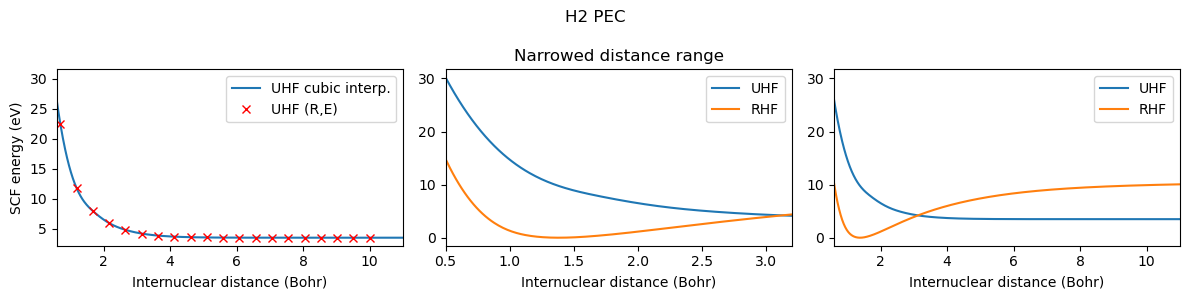 H2 PEC
Narrowed distance range
SCF energy (eV)
30
25
20
15
10
5
2
4
6
8
10
Internuclear distance (Bohr)
UHF cubic interp.
UHF (R,E)
30
20
10
0
0.5
1.0
1.5
2.0
2.5
3.0
Internuclear distance (Bohr)
UHF
RHF
30
20
10
0
2
4
6
8
10
Internuclear distance (Bohr)
UHF
RHF